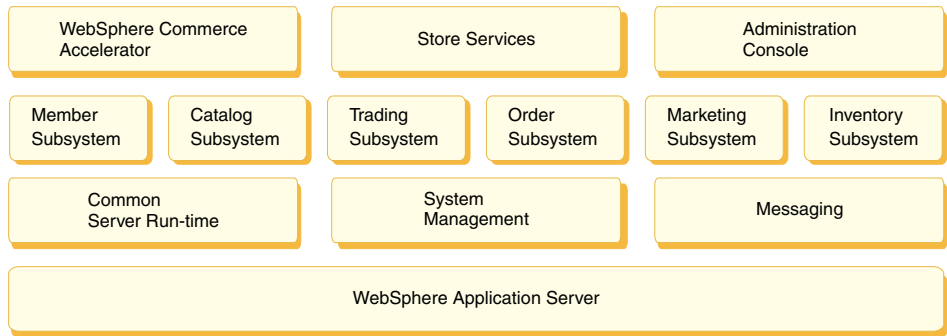 WebSphere Commerce
Accelerator
Store Services
Administration
Console
Member
Subsystem
Catalog
Subsystem
Trading
Subsystem
Order
Subsystem
Marketing
Subsystem
Inventory
Subsystem
Common
Server Run-time
System
Management
Messaging
WebSphere Application Server